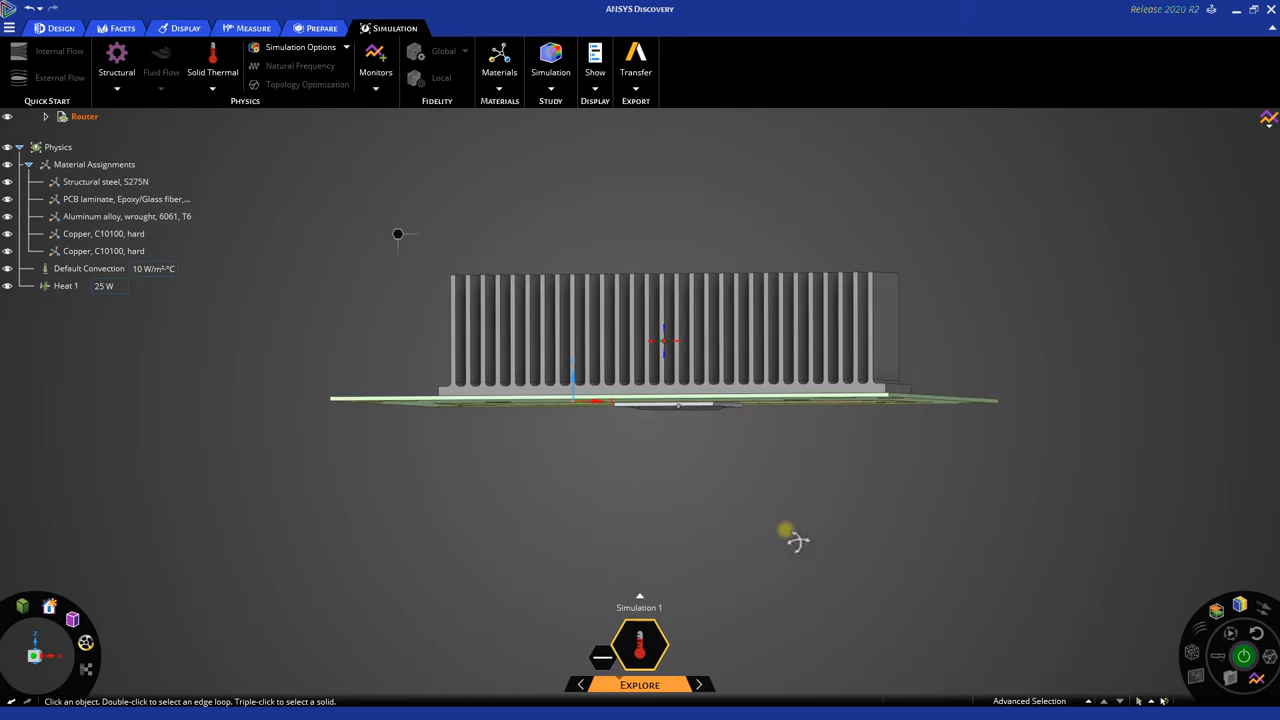 ANSYS Discovery
Release 2020 R2
DESIGN
FACETS
DISPLAY
MEASURE
PREPARE
SIMULATION
Internal Flow
External Flow
QUICK START
Structural
Fluid Flow
Solid Thermal
Simulation Options
Natural Frequency
Topology Optimization
PHYSICS
Monitors
Global
Local
FIDELITY
Materials
MATERIALS
Simulation
STUDY
Show
DISPLAY
Transfer
EXPORT
Router
Physics
Material Assignments
Structural steel, S275N
PCB laminate, Epoxy/Glass fiber,...
Aluminum alloy, wrought, 6061, T6
Copper, C10100, hard
Copper, C10100, hard
Default Convection 10 W/m²·°C
Heat 1 25 W
Simulation 1
EXPLORE
Z
X
Click an object. Double-click to select an edge loop. Triple-click to select a solid.
Advanced Selection